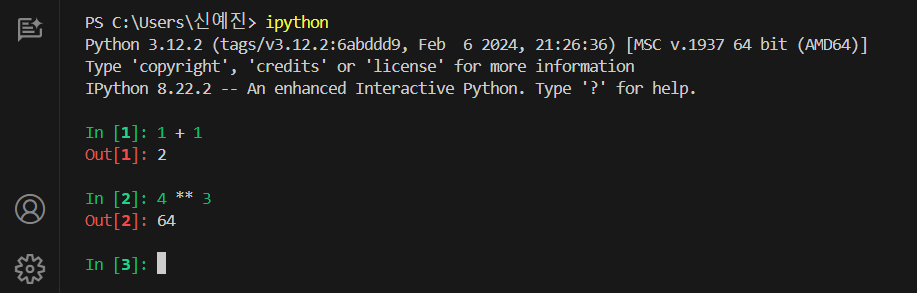 PS C:\Users\신예진> ipython
Python 3.12.2 (tags/v3.12.2:6abddd9, Feb  6 2024, 21:26:36) [MSC v.1937 64 bit (AMD64)]
Type 'copyright', 'credits' or 'license' for more information
IPython 8.22.2 -- An enhanced Interactive Python. Type '?' for help.
In [1]: 1 + 1
Out[1]: 2
In [2]: 4 ** 3
Out[2]: 64
In [3]: